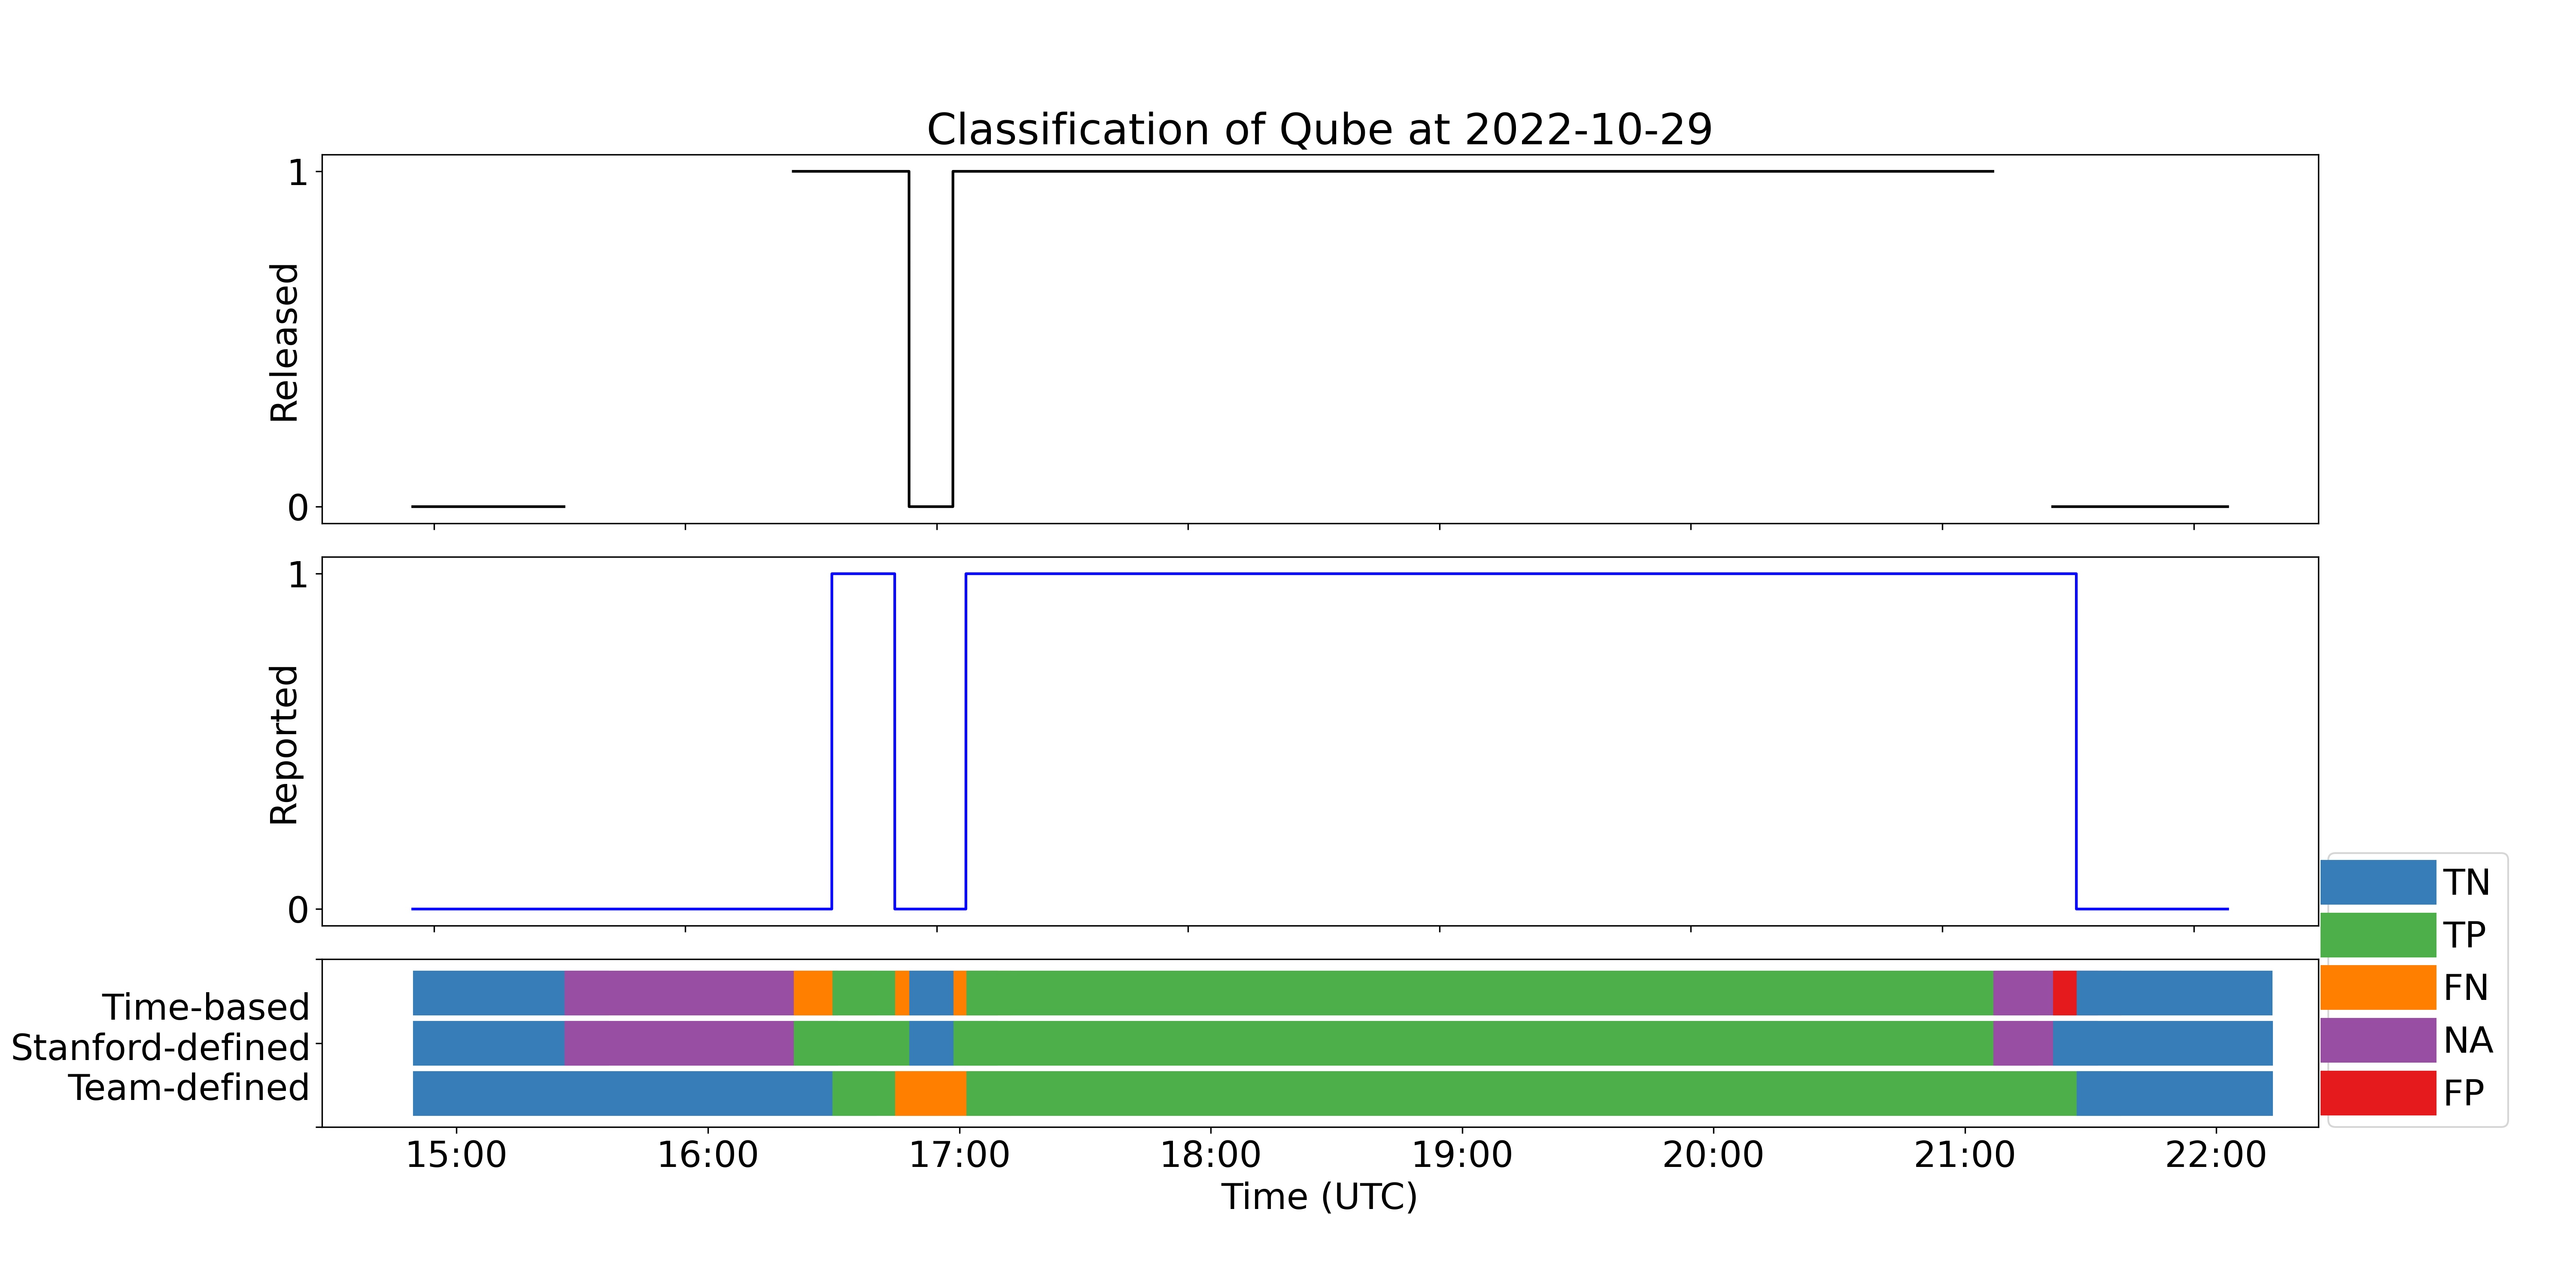 Classification of Qube at 2022-10-29
1
Released
0
1
Reported
0
TN
TP
FN
NA
FP
Time-based
Stanford-defined
Team-defined
15:00 16:00 17:00 18:00 19:00 20:00 21:00 22:00
Time (UTC)